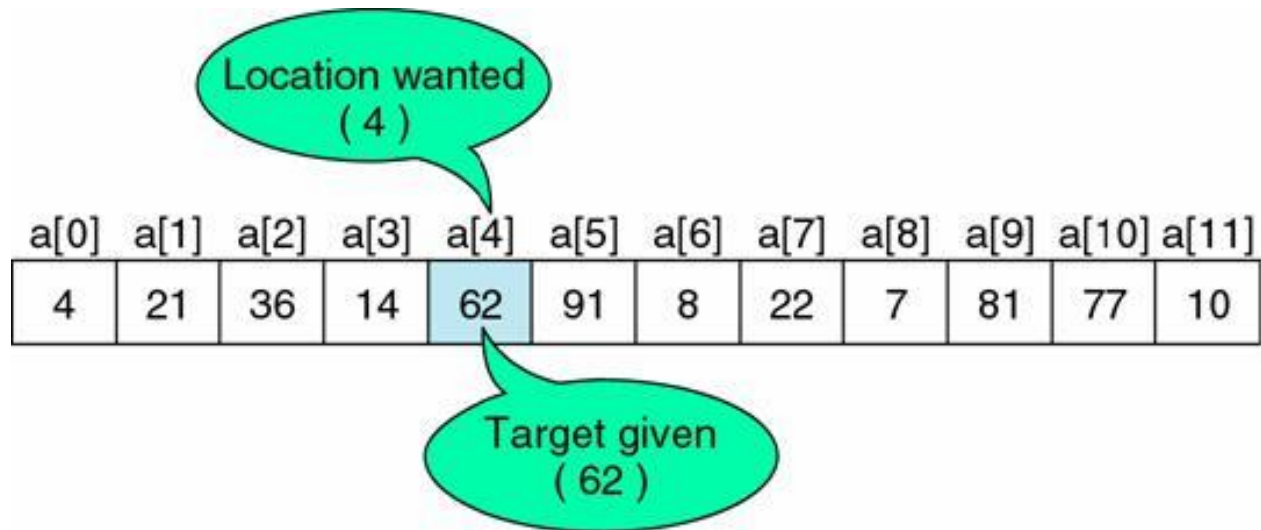 Location wanted
( 4 )
a[0] a[1] a[2] a[3] a[4] a[5] a[6] a[7] a[8] a[9] a[10] a[11]
4 21 36 14 62 91 8 22 7 81 77 10
Target given
( 62 )